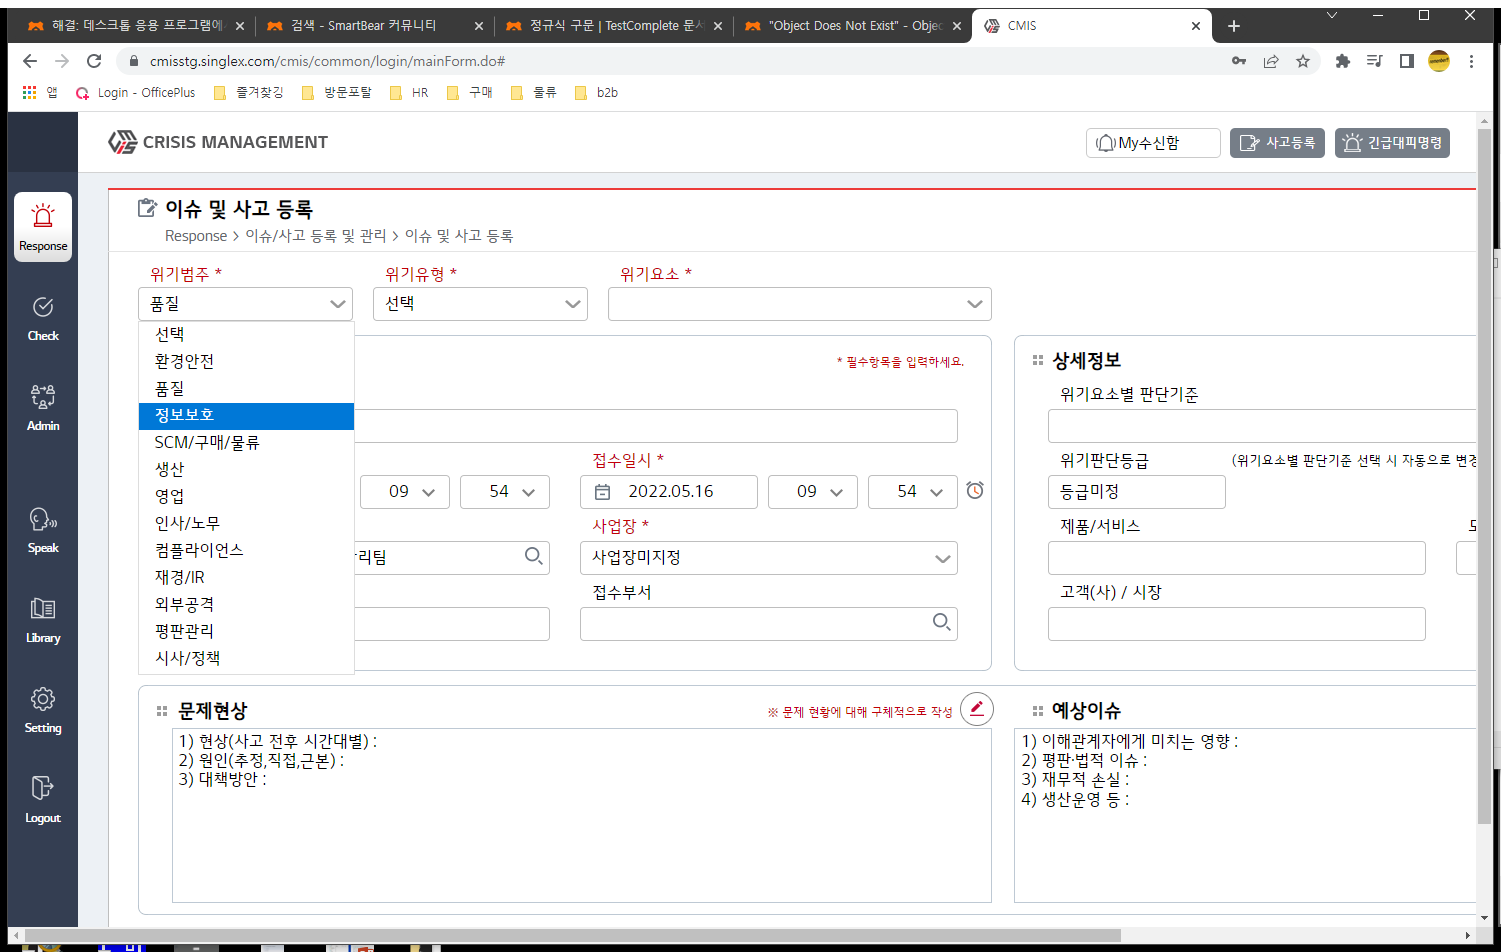 해결: 데스크톱 응용 프로그램에
검색 - SmartBear 커뮤니티
정규식 구문 | TestComplete 문서
"Object Does Not Exist" - Objec
CMIS
cmisstg.singlex.com/cmis/common/login/mainForm.do#
앱
Login - OfficePlus
즐겨찾깅
방문포탈
HR
구매
물류
b2b
CRISIS MANAGEMENT
My수신함
사고등록
긴급대피명령
Response
Check
Admin
Speak
Library
Setting
Logout
이슈 및 사고 등록
Response > 이슈/사고 등록 및 관리 > 이슈 및 사고 등록
위기범주 *
위기유형 *
위기요소 *
품질
선택
선택
환경안전
품질
정보보호
SCM/구매/물류
생산
영업
인사/노무
컴플라이언스
재경/IR
외부공격
평판관리
시사/정책
* 필수항목을 입력하세요.
접수일시 *
09
54
2022.05.16
09
54
사업장 *
리팀
사업장미지정
접수부서
상세정보
위기요소별 판단기준
위기판단등급
(위기요소별 판단기준 선택 시 자동으로 변경
등급미정
제품/서비스
고객(사) / 시장
문제현상
※ 문제 현황에 대해 구체적으로 작성
1) 현상(사고 전후 시간대별) :
2) 원인(추정,직접,근본) :
3) 대책방안 :
예상이슈
1) 이해관계자에게 미치는 영향 :
2) 평판·법적 이슈 :
3) 재무적 손실 :
4) 생산운영 등 :